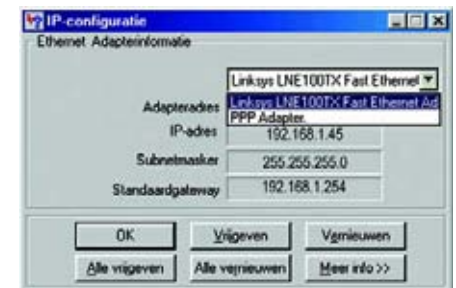 IP-configuratie
Ethernet Adapterinformatie
Linksys LNE100TX Fast Ethernet
Linksys LNE100TX Fast Ethernet Ad
PPP Adapter.
Adapteradres
IP-adres 192.168.1.45
Subnetmasker 255.255.255.0
Standaardgateway 192.168.1.254
OK Vrijgeven Vernieuwen
Alle vrijgeven Alle vernieuwen Meer info >>